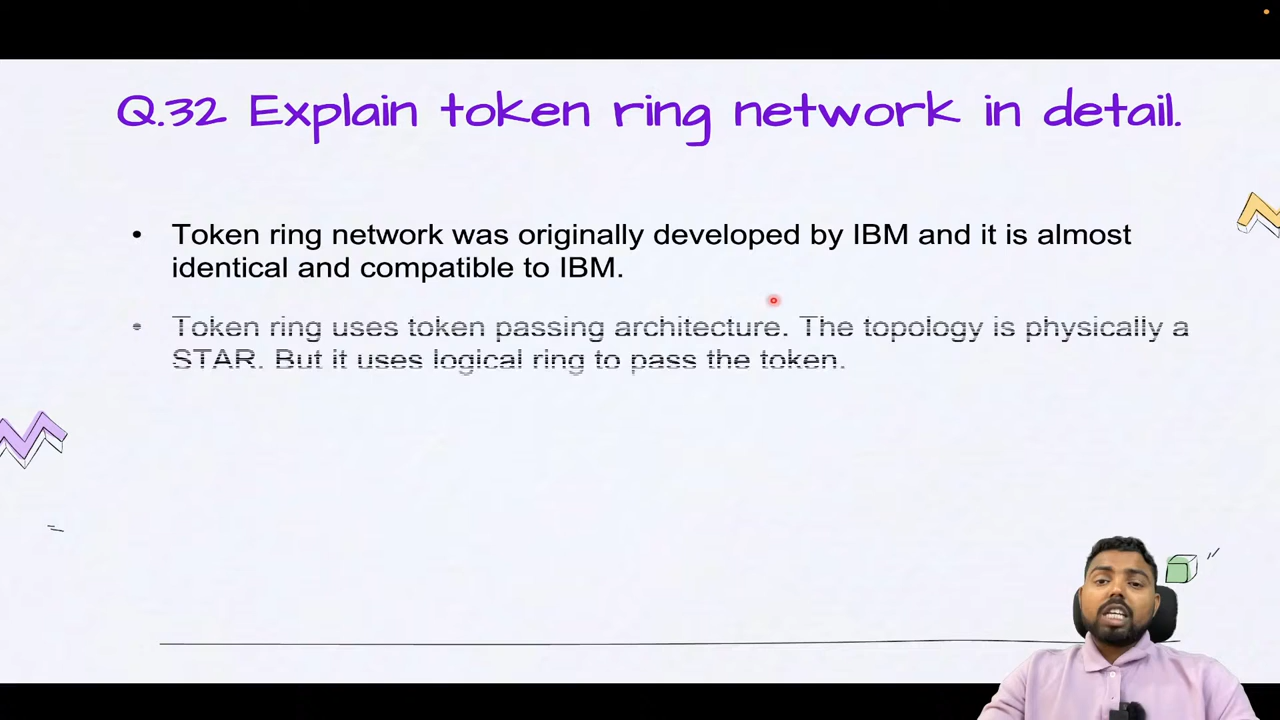 Q.32 Explain token ring network in detail.
• Token ring network was originally developed by IBM and it is almost
identical and compatible to IBM.
• Token ring uses token passing architecture. The topology is physically a
STAR. But it uses logical ring to pass the token.